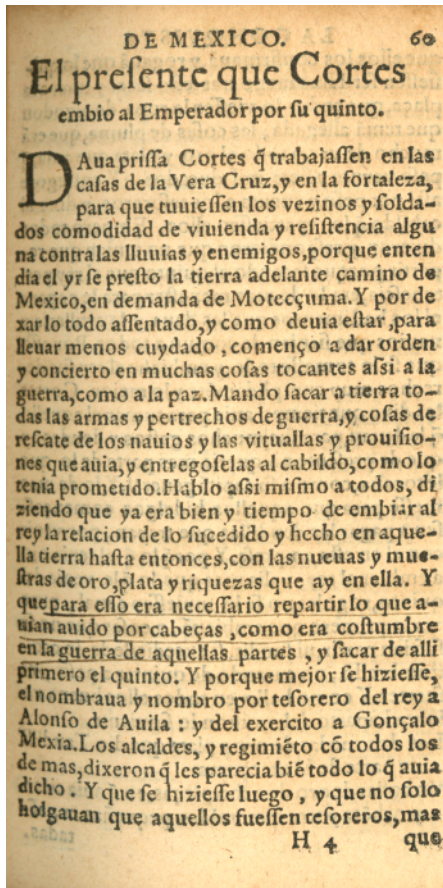 DE MEXICO. 60
El preſente que Cortes
embio al Emperador por ſu quinto.
DAua priſſa Cortes q̃ trabajaſſen en las
caſas de la Vera Cruz, y en la fortaleza,
para que tuuieſſen los vezinos y ſolda-
dos comodidad de viuienda y reſiſtencia algu
na contra las lluuias y enemigos, porque enten
dia el yr ſe preſto la tierra adelante camino de
Mexico, en demanda de Motecçuma. Y por de
xar lo todo aſſentado, y como deuia eſtar, para
lleuar menos cuydado, començo a dar orden
y concierto en muchas coſas tocantes aſsi a la
guerra, como a la paz. Mando ſacar a tierra to-
das las armas y pertrechos de guerra, y coſas de
reſcate de los nauios y las vituallas y prouiſio-
nes que auia, y entregoſelas al cabildo, como lo
tenia prometido. Hablo aſsi miſmo a todos, di
ziendo que ya era bien y tiempo de embiar al
rey la relacion de lo ſucedido y hecho en aque-
lla tierra haſta entonces, con las nueuas y mue-
ſtras de oro, plata y riquezas que ay en ella. Y
que para eſſo era neceſſario repartir lo que a-
uian auido por cabeças, como era coſtumbre
en la guerra de aquellas partes, y ſacar de alli
primero el quinto. Y porque mejor ſe hizieſſe,
el nombraua y nombro por teſorero del rey a
Alonſo de Auila: y del exercito a Gonçalo
Mexia. Los alcaldes, y regimiẽto cõ todos los
de mas, dixeron q̃ les parecia biẽ todo lo q̃ auia
dicho. Y que ſe hizieſſe luego, y que no ſolo
holgauan que aquellos fueſſen teſoreros, mas
H 4 que